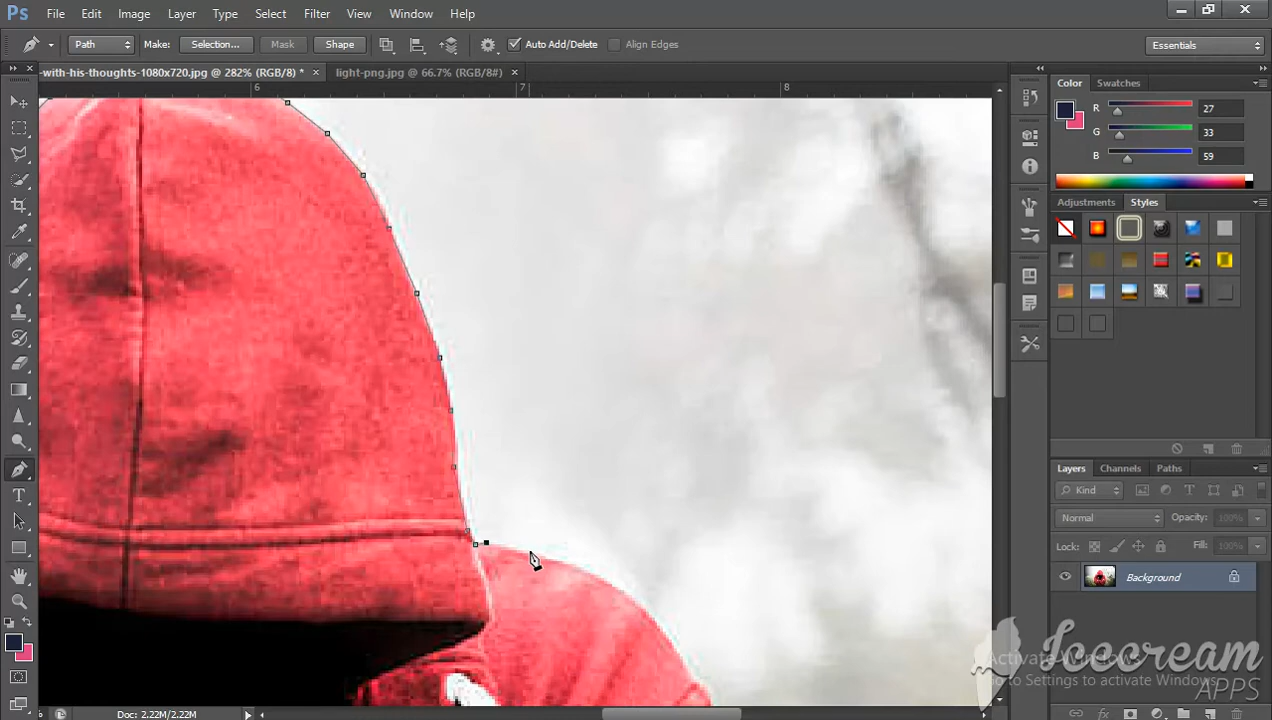 Ps File Edit Image Layer Type Select Filter View Window Help
Path Make: Selection... Mask Shape Auto Add/Delete Align Edges Essentials
-with-his-thoughts-1080x720.jpg @ 282% (RGB/8) * × light-png.jpg @ 66.7% (RGB/8#) ×
6 7 8
Color Swatches
R 27
G 33
B 59
Adjustments Styles
Layers Channels Paths
Kind
Normal Opacity: 100%
Lock: Fill: 100%
Background
Activate Windows
Go to Settings to activate Windows.
Icecream
APPS
Doc: 2.22M/2.22M